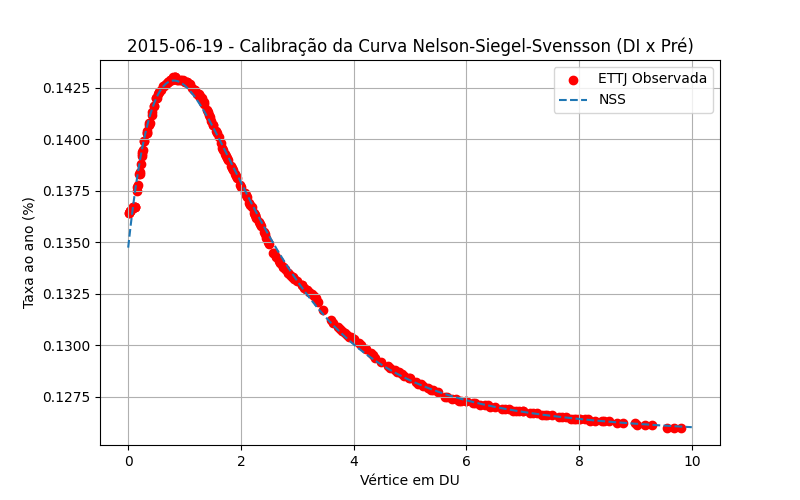 2015-06-19 - Calibração da Curva Nelson-Siegel-Svensson (DI x Pré)
ETTJ Observada
NSS
Taxa ao ano (%)
0.1425
0.1400
0.1375
0.1350
0.1325
0.1300
0.1275
0 2 4 6 8 10
Vértice em DU